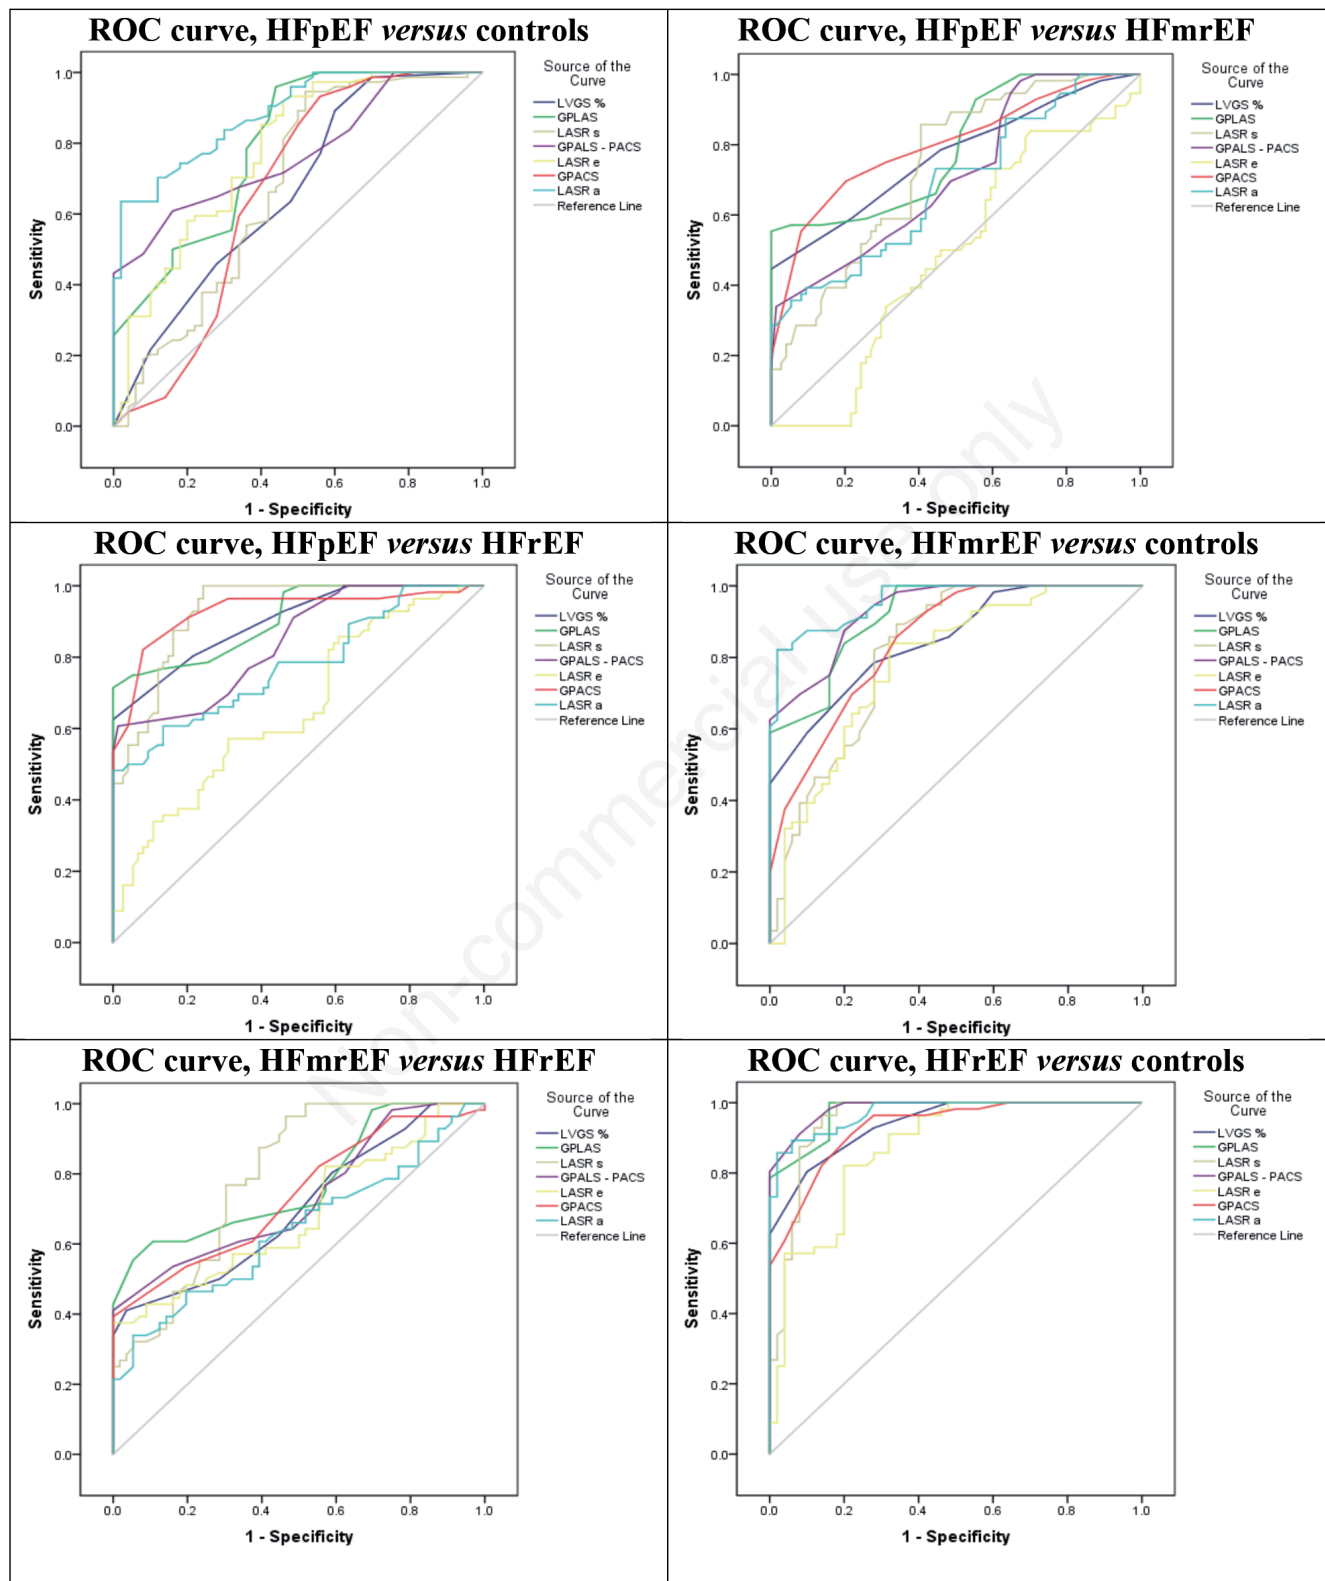 ROC curve, HFpEF versus controls
Source of the
Curve
LVGS %
GPLAS
LASR s
GPALS - PACS
LASR e
GPACS
LASR a
Reference Line
Sensitivity
1.0
0.8
0.6
0.4
0.2
0.0
0.0 0.2 0.4 0.6 0.8 1.0
1 - Specificity
ROC curve, HFpEF versus HFmrEF
Source of the
Curve
LVGS %
GPLAS
LASR s
GPALS - PACS
LASR e
GPACS
LASR a
Reference Line
Sensitivity
1.0
0.8
0.6
0.4
0.2
0.0
0.0 0.2 0.4 0.6 0.8 1.0
1 - Specificity
ROC curve, HFpEF versus HFrEF
Source of the
Curve
LVGS %
GPLAS
LASR s
GPALS - PACS
LASR e
GPACS
LASR a
Reference Line
Sensitivity
1.0
0.8
0.6
0.4
0.2
0.0
0.0 0.2 0.4 0.6 0.8 1.0
1 - Specificity
ROC curve, HFmrEF versus controls
Source of the
Curve
LVGS %
GPLAS
LASR s
GPALS - PACS
LASR e
GPACS
LASR a
Reference Line
Sensitivity
1.0
0.8
0.6
0.4
0.2
0.0
0.0 0.2 0.4 0.6 0.8 1.0
1 - Specificity
ROC curve, HFmrEF versus HFrEF
Source of the
Curve
LVGS %
GPLAS
LASR s
GPALS - PACS
LASR e
GPACS
LASR a
Reference Line
Sensitivity
1.0
0.8
0.6
0.4
0.2
0.0
0.0 0.2 0.4 0.6 0.8 1.0
1 - Specificity
ROC curve, HFrEF versus controls
Source of the
Curve
LVGS %
GPLAS
LASR s
GPALS - PACS
LASR e
GPACS
LASR a
Reference Line
Sensitivity
1.0
0.8
0.6
0.4
0.2
0.0
0.0 0.2 0.4 0.6 0.8 1.0
1 - Specificity
Non-commercial use only